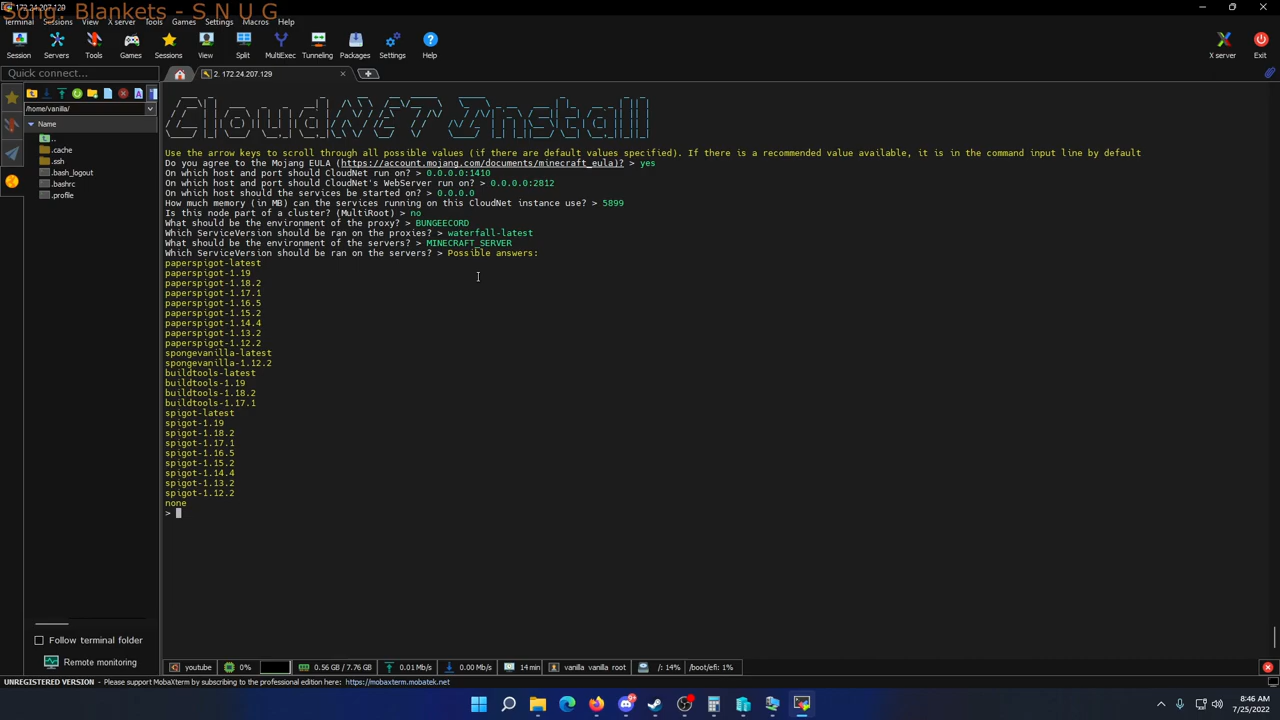 Song: Blankets - S N U G
172.24.207.129
Terminal Sessions View X server Tools Games Settings Macros Help
Session Servers Tools Games Sessions View Split MultiExec Tunneling Packages Settings Help X server Exit
Quick connect...
2. 172.24.207.129
/home/vanilla/
Name
..
.cache
.ssh
.bash_logout
.bashrc
.profile
Use the arrow keys to scroll through all possible values (if there are default values specified). If there is a recommended value available, it is in the command input line by default
Do you agree to the Mojang EULA (https://account.mojang.com/documents/minecraft_eula)? > yes
On which host and port should CloudNet run on? > 0.0.0.0:1410
On which host and port should CloudNet's WebServer run on? > 0.0.0.0:2812
On which host should the services be started on? > 0.0.0.0
How much memory (in MB) can the services running on this CloudNet instance use? > 5899
Is this node part of a cluster? (MultiRoot) > no
What should be the environment of the proxy? > BUNGEECORD
Which ServiceVersion should be ran on the proxies? > waterfall-latest
What should be the environment of the servers? > MINECRAFT_SERVER
Which ServiceVersion should be ran on the servers? > Possible answers:
paperspigot-latest
paperspigot-1.19
paperspigot-1.18.2
paperspigot-1.17.1
paperspigot-1.16.5
paperspigot-1.15.2
paperspigot-1.14.4
paperspigot-1.13.2
paperspigot-1.12.2
spongevanilla-latest
spongevanilla-1.12.2
buildtools-latest
buildtools-1.19
buildtools-1.18.2
buildtools-1.17.1
spigot-latest
spigot-1.19
spigot-1.18.2
spigot-1.17.1
spigot-1.16.5
spigot-1.15.2
spigot-1.14.4
spigot-1.13.2
spigot-1.12.2
none
>
Follow terminal folder
Remote monitoring
youtube 0% 0.56 GB / 7.76 GB 0.01 Mb/s 0.00 Mb/s 14 min vanilla vanilla root /: 14% /boot/efi: 1%
UNREGISTERED VERSION - Please support MobaXterm by subscribing to the professional edition here: https://mobaxterm.mobatek.net
8:46 AM
7/25/2022